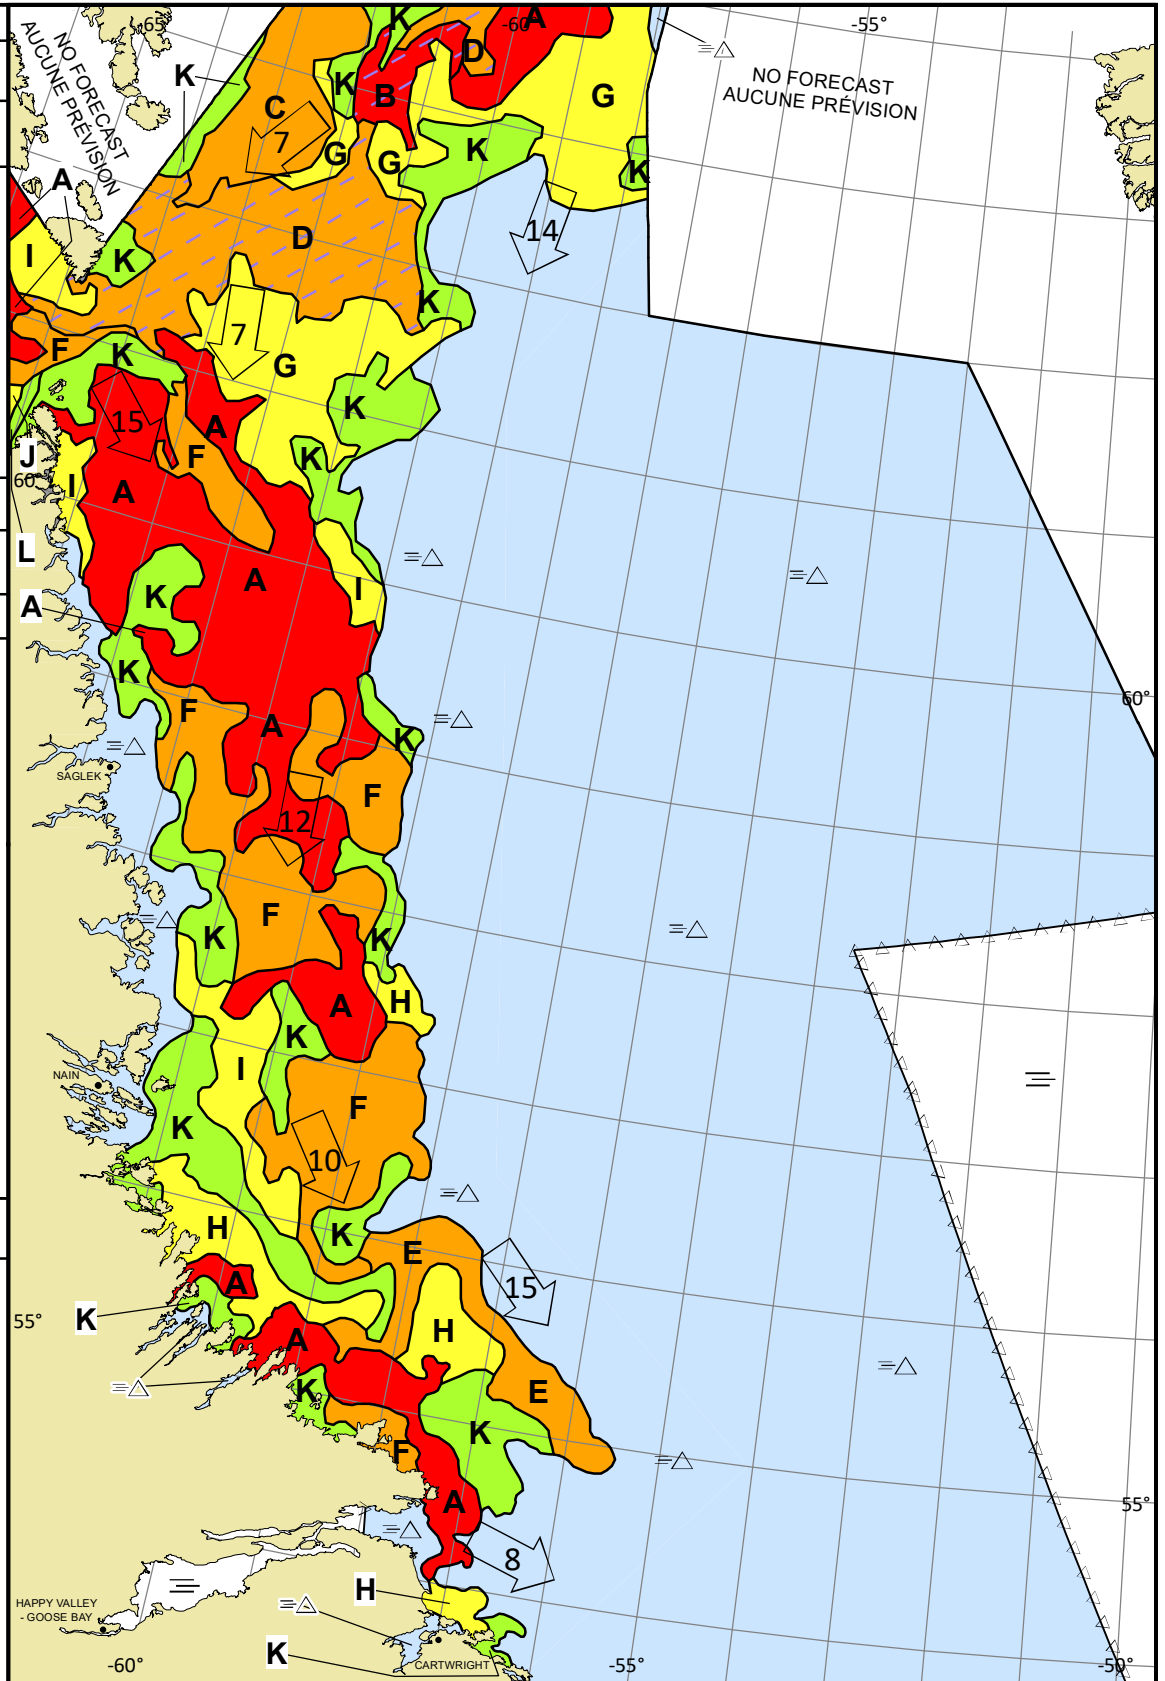 -65°
K
-60°
A
-55°
NO FORECAST
AUCUNE PRÉVISION
K
C
K
B
D
G
NO FORECAST
AUCUNE PRÉVISION
7
G
G
K
K
A
I
K
D
14
K
7
F
K
G
K
15
A
F
K
J
60°
I
A
L
A
K
A
I
K
F
A
K
60°
SAGLEK
F
12
F
K
K
A
H
K
I
NAIN
F
K
10
H
K
E
A
15
K
55°
A
H
K
E
K
F
A
55°
8
HAPPY VALLEY
- GOOSE BAY
H
K
CARTWRIGHT
-60°
-55°
-50°